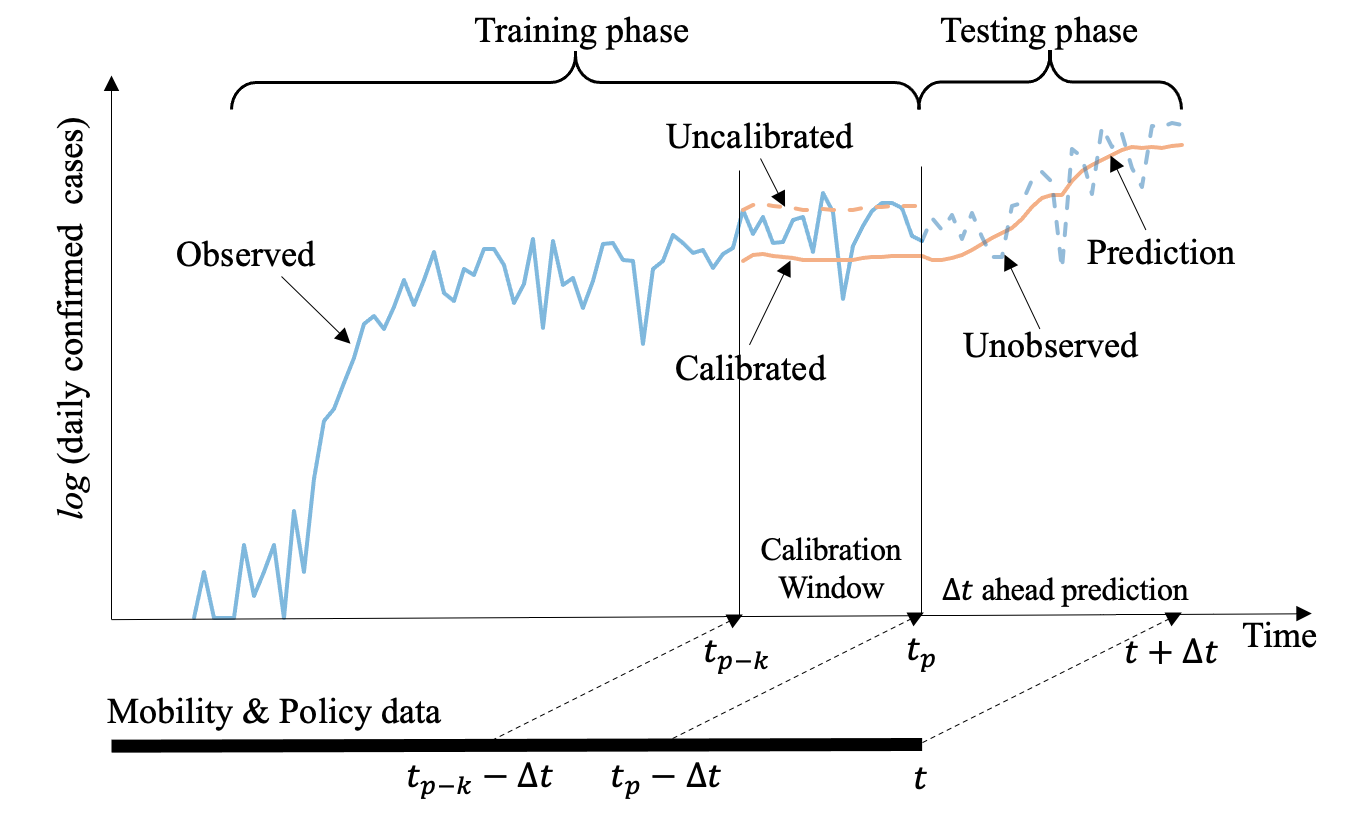 Training phase
Testing phase
log (daily confirmed cases)
Uncalibrated
Observed
Prediction
Unobserved
Calibrated
Calibration
Window
Δt ahead prediction
Time
t_{p−k}
t_p
t + Δt
Mobility & Policy data
t_{p−k} − Δt
t_p − Δt
t